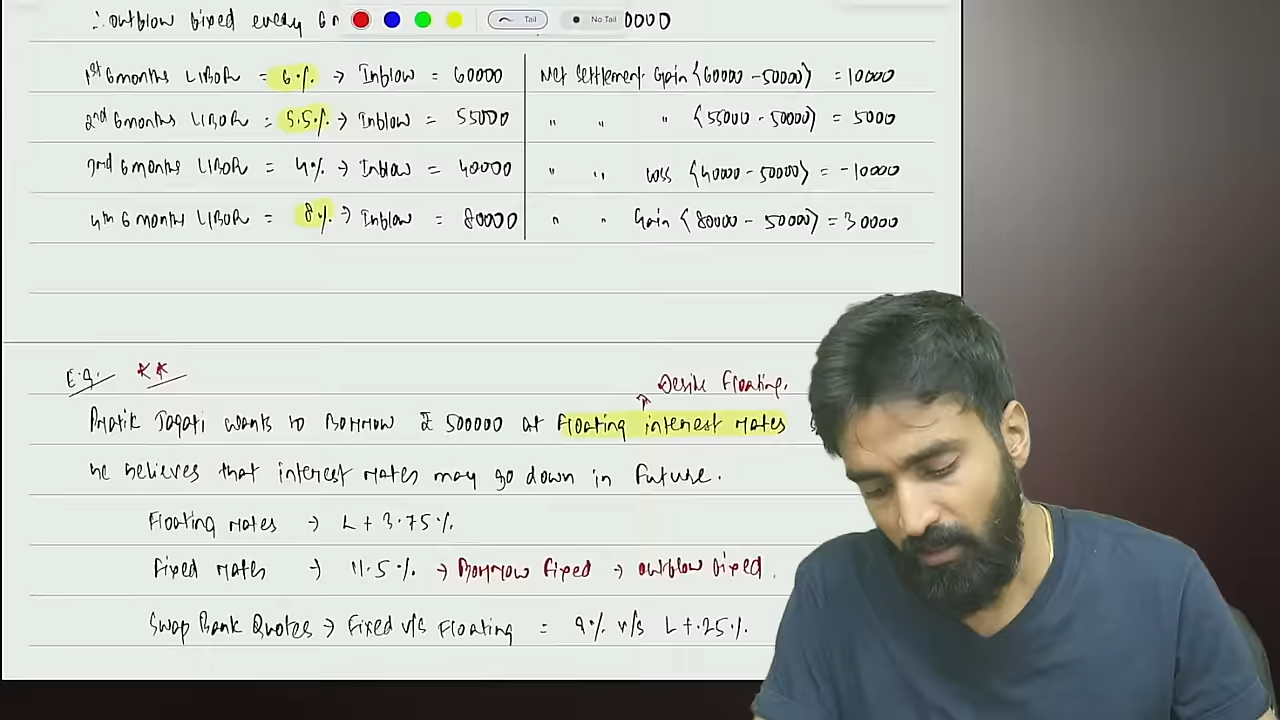 ∴ outflow fixed every 6 m 0000
Tail No Tail
1st 6 months LIBOR = 6% → Inflow = 60000 Net Settlement Gain {60000 - 50000} = 10000
2nd 6 months LIBOR = 5.5% → Inflow = 55000 " " " {55000 - 50000} = 5000
3rd 6 months LIBOR = 4% → Inflow = 40000 " " Loss {40000 - 50000} = -10000
4th 6 months LIBOR = 8% → Inflow = 80000 " " Gain {80000 - 50000} = 30000
E.g. **
Desire Floating.
Pratik Jagati wants to Borrow ₹ 500000 at Floating interest rates
he believes that interest rates may go down in future.
Floating rates → L + 3.75%
Fixed rates → 11.5% → Borrow fixed → outflow fixed.
Swap Bank Quotes → Fixed v/s Floating = 9% v/s L + .25%.